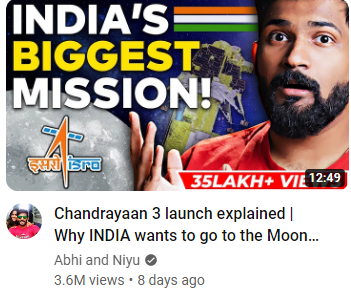 INDIA'S
BIGGEST
MISSION!
इसरो isro
35LAKH+ VIE
12:49
Chandrayaan 3 launch explained |
Why INDIA wants to go to the Moon…
Abhi and Niyu
3.6M views • 8 days ago